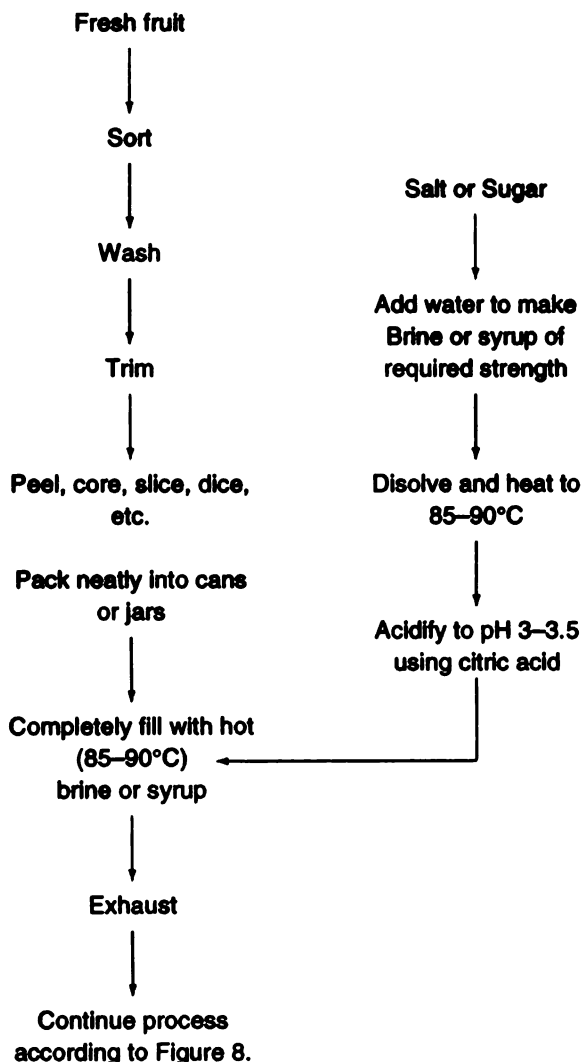 Fresh fruit
Sort
Wash
Trim
Peel, core, slice, dice,
etc.
Pack neatly into cans
or jars
Completely fill with hot
(85–90°C)
brine or syrup
Exhaust
Continue process
according to Figure 8.
Salt or Sugar
Add water to make
Brine or syrup of
required strength
Disolve and heat to
85–90°C
Acidify to pH 3–3.5
using citric acid